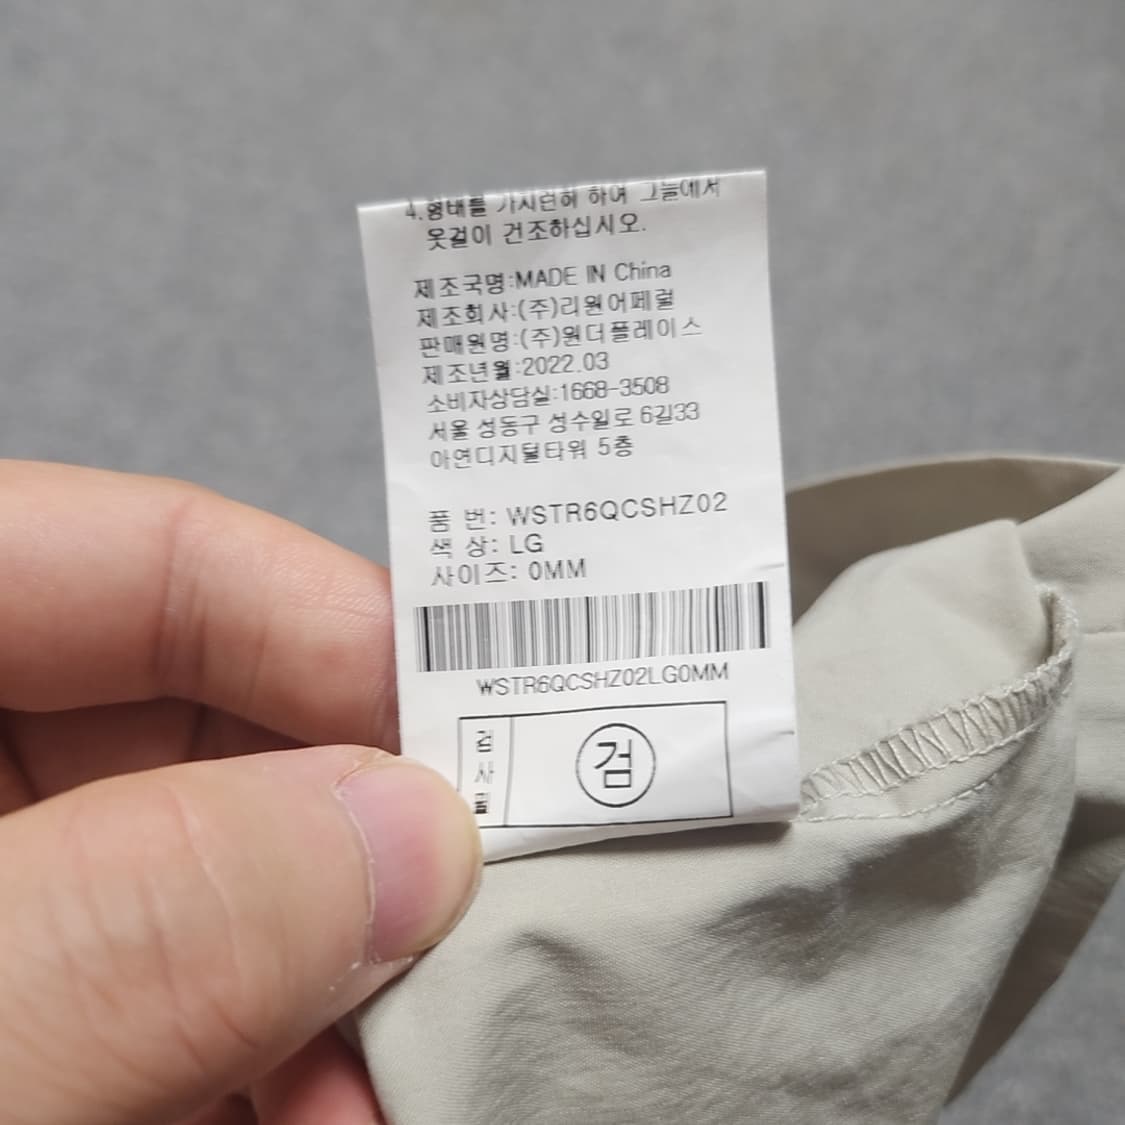 4.형태를 가지런히 하여 그늘에서
옷걸이 건조하십시오.
제조국명:MADE IN China
제조회사:(주)리원어페럴
판매원명:(주)원더플레이스
제조년월:2022.03
소비자상담실:1668-3508
서울 성동구 성수일로 6길33
아연디지털타워 5층
품 번: WSTR6QCSHZ02
색 상: LG
사이즈: 0MM
WSTR6QCSHZ02LG0MM
검사필
검